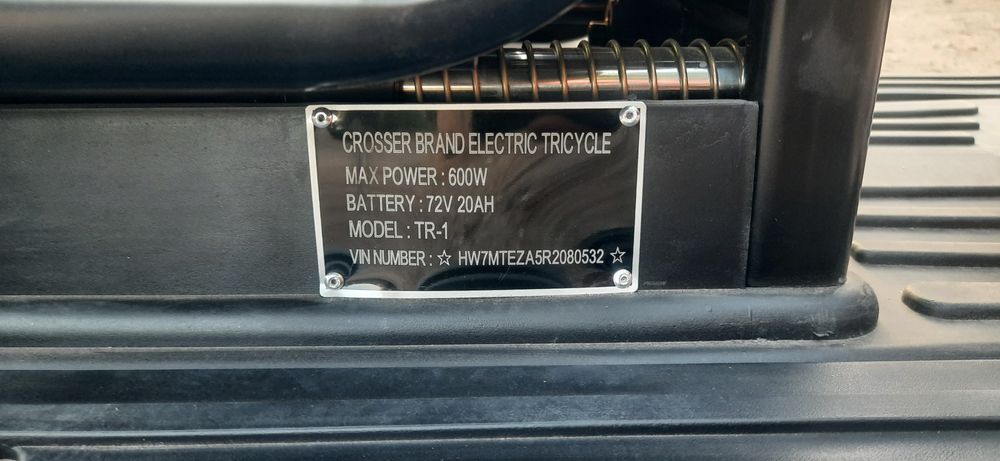 CROSSER BRAND ELECTRIC TRICYCLE
MAX POWER : 600W
BATTERY : 72V 20AH
MODEL : TR-1
VIN NUMBER : ☆ HW7MTEZA5R2080532 ☆